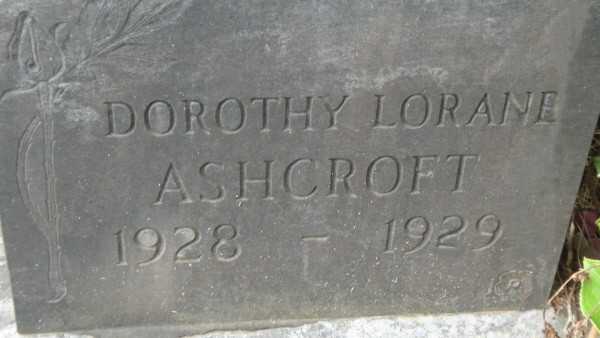 DOROTHY LORANE
ASHCROFT
1928 – 1929